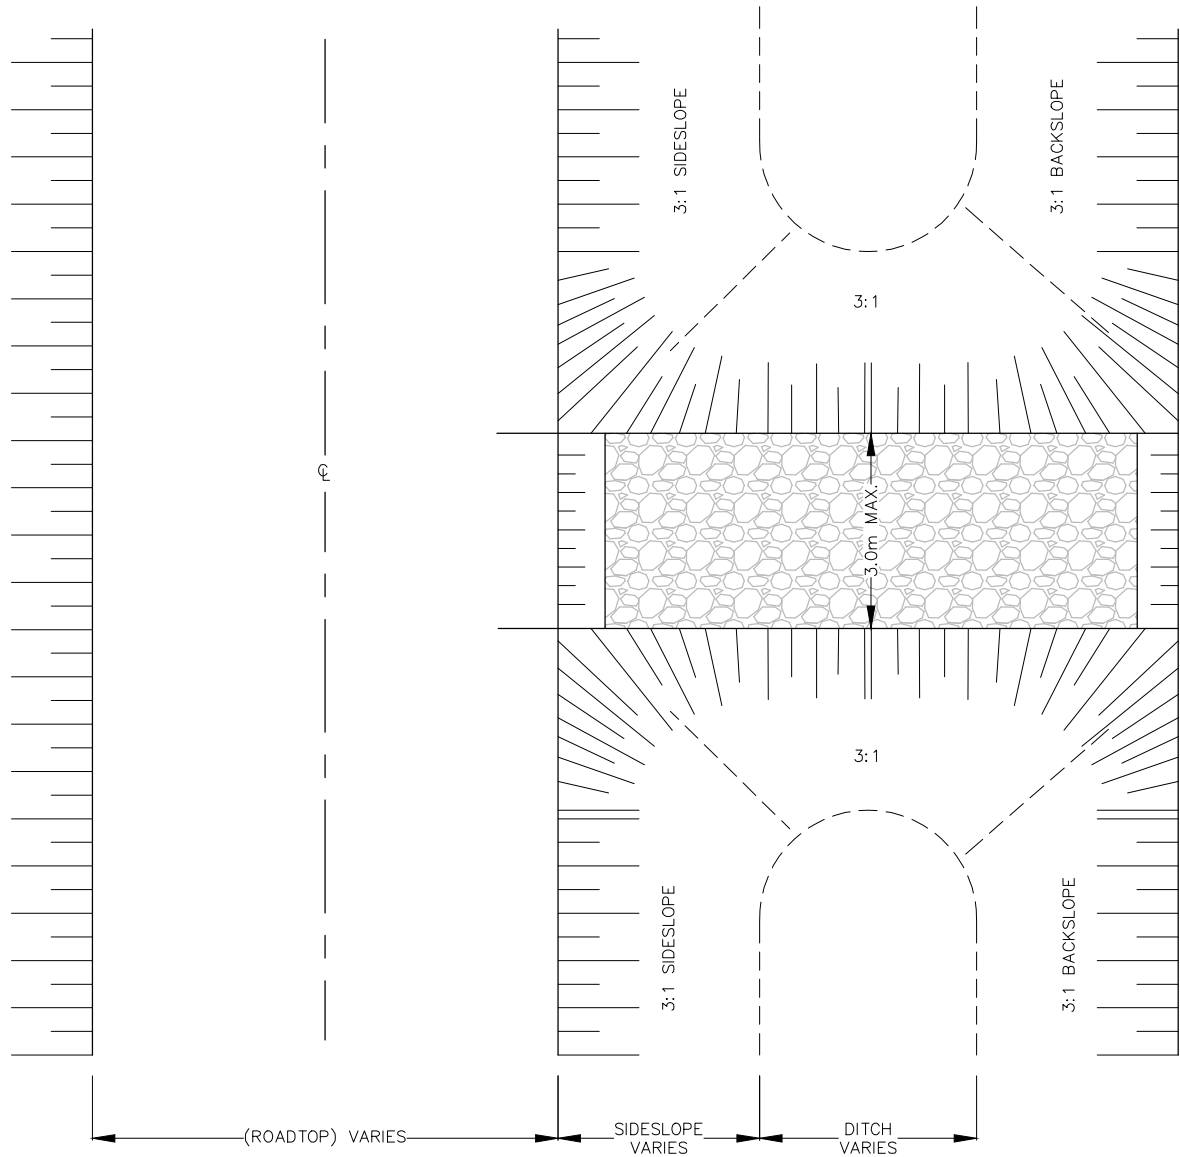 3:1 SIDESLOPE
3:1 BACKSLOPE
3:1
℄
3.0m MAX.
3:1
3:1 SIDESLOPE
3:1 BACKSLOPE
(ROADTOP) VARIES
SIDESLOPE
VARIES
DITCH
VARIES